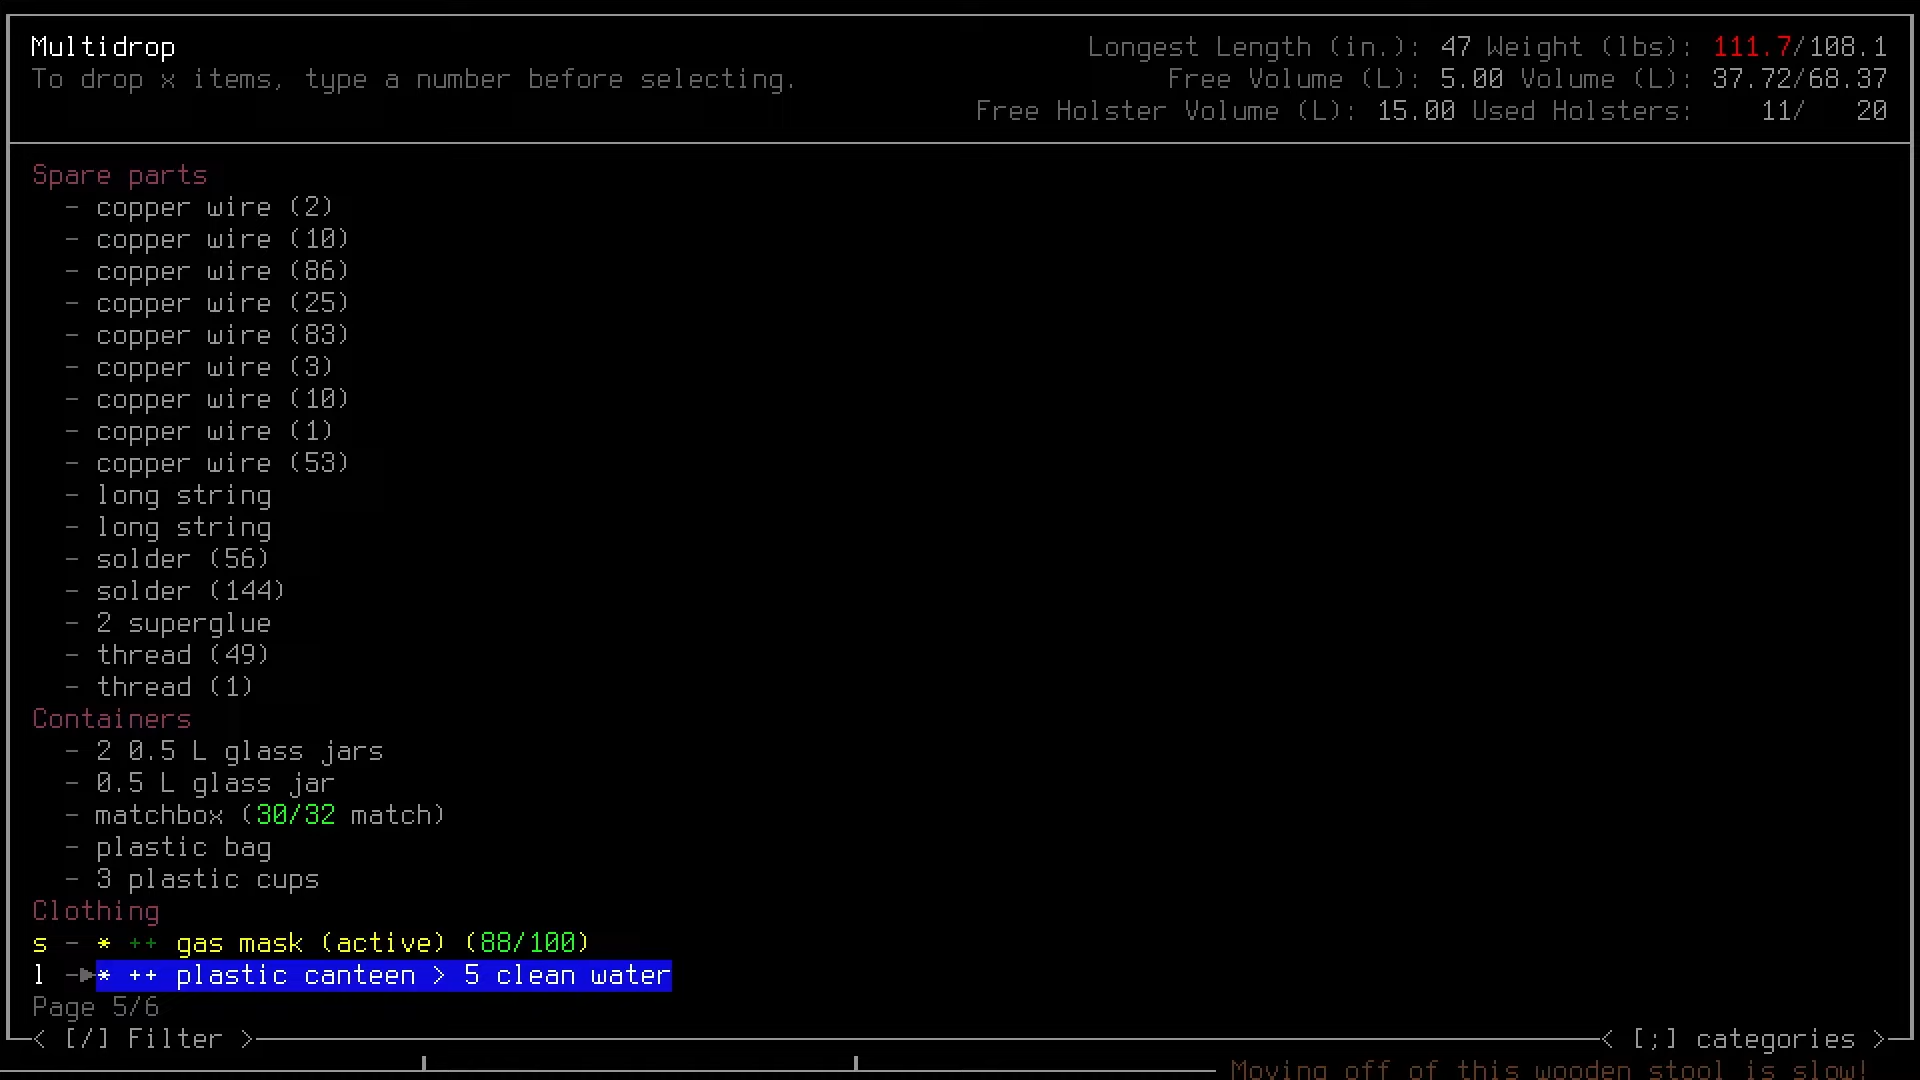 Multidrop
Longest Length (in.): 47 Weight (lbs): 111.7/108.1
To drop x items, type a number before selecting.
Free Volume (L): 5.00 Volume (L): 37.72/68.37
Free Holster Volume (L): 15.00 Used Holsters: 11/ 20
Spare parts
- copper wire (2)
- copper wire (10)
- copper wire (86)
- copper wire (25)
- copper wire (83)
- copper wire (3)
- copper wire (10)
- copper wire (1)
- copper wire (53)
- long string
- long string
- solder (56)
- solder (144)
- 2 superglue
- thread (49)
- thread (1)
Containers
- 2 0.5 L glass jars
- 0.5 L glass jar
- matchbox (30/32 match)
- plastic bag
- 3 plastic cups
Clothing
s - * ++ gas mask (active) (88/100)
l - * ++ plastic canteen > 5 clean water
Page 5/6
< [/] Filter >
< [;] categories >
Moving off of this wooden stool is slow!